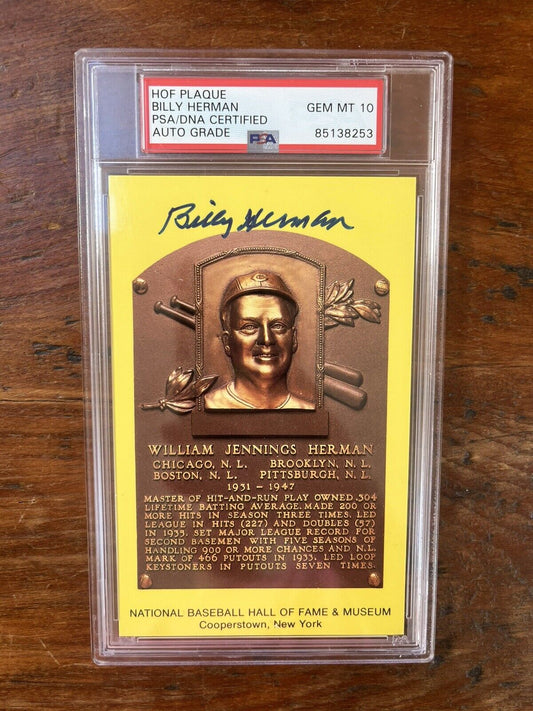 HOF PLAQUE
BILLY HERMAN GEM MT 10
PSA/DNA CERTIFIED
AUTO GRADE PSA 85138253
Billy Herman
C
WILLIAM JENNINGS HERMAN
CHICAGO, N. L. BROOKLYN, N. L.
BOSTON, N. L. PITTSBURGH, N. L.
1931 – 1947
MASTER OF HIT-AND-RUN PLAY OWNED .304
LIFETIME BATTING AVERAGE. MADE 200 OR
MORE HITS IN SEASON THREE TIMES. LED
LEAGUE IN HITS (227) AND DOUBLES (57)
IN 1935. SET MAJOR LEAGUE RECORD FOR
SECOND BASEMEN WITH FIVE SEASONS OF
HANDLING 900 OR MORE CHANCES AND N.L.
MARK OF 466 PUTOUTS IN 1933. LED LOOP
KEYSTONERS IN PUTOUTS SEVEN TIMES.
NATIONAL BASEBALL HALL OF FAME & MUSEUM
Cooperstown, New York